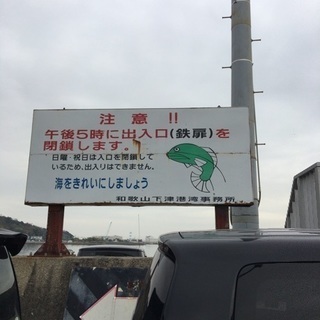 注意!!
午後5時に出入口(鉄扉)を
閉鎖します。
日曜・祝日は入口を閉鎖して
いるため、出入りはできません。
海をきれいにしましょう
和歌山下津港湾事務所